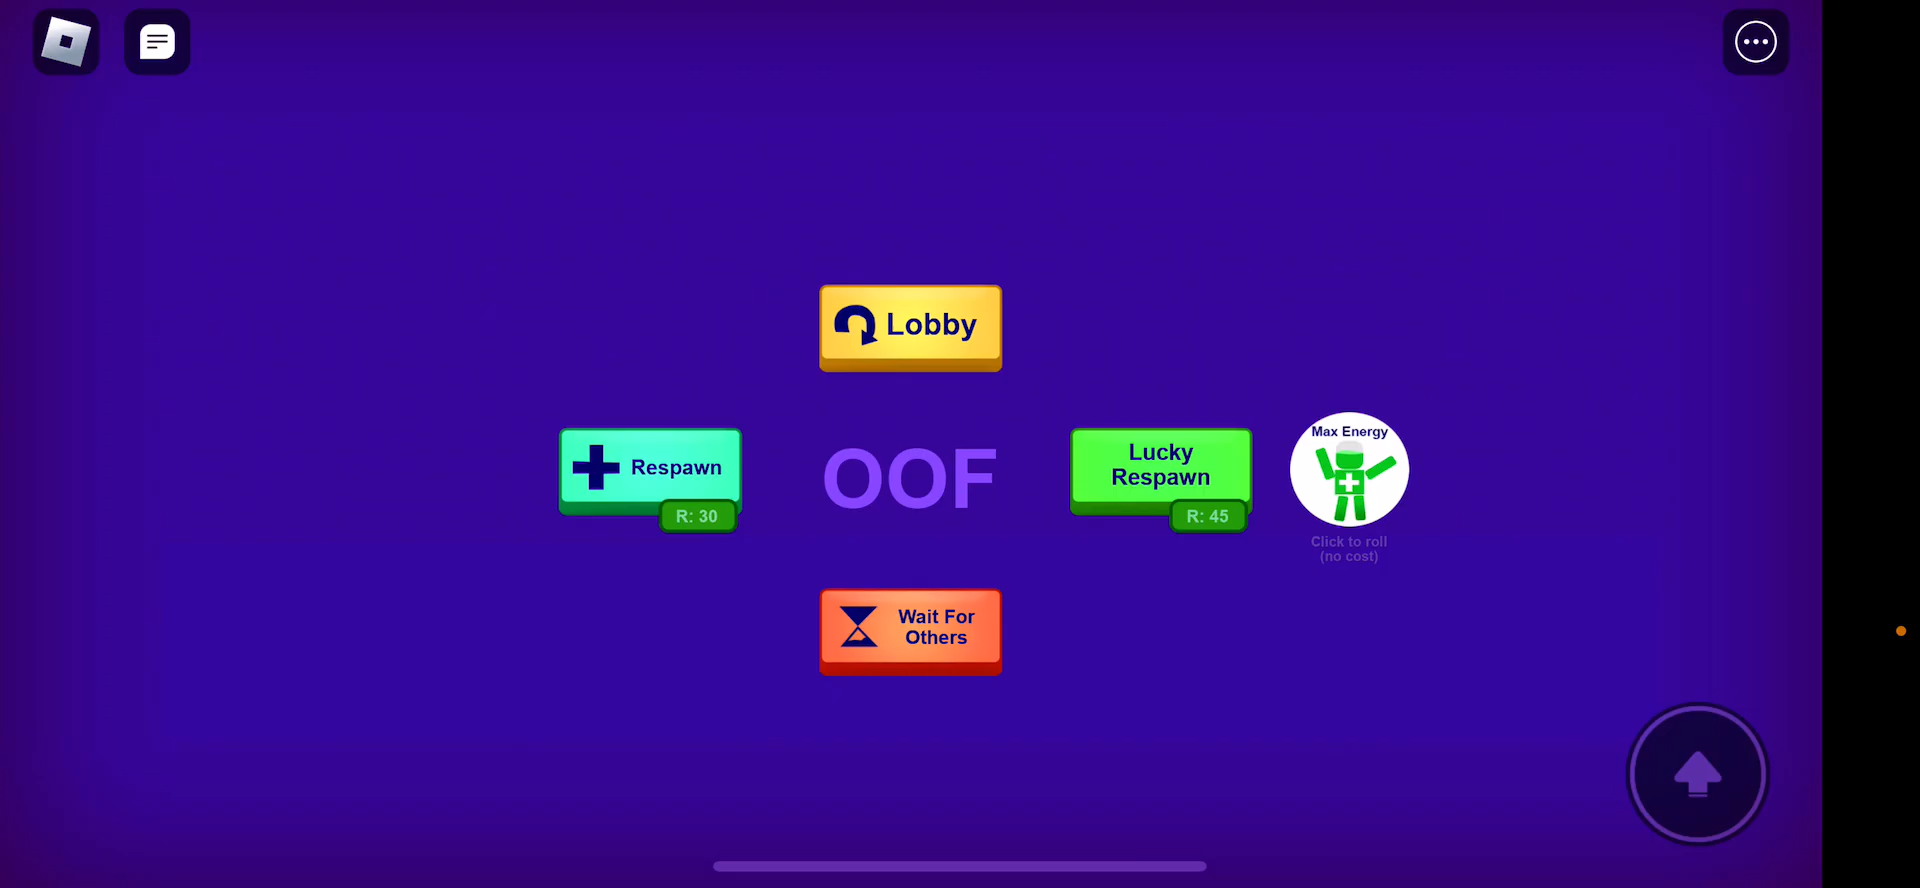 Lobby
Respawn
R: 30
OOF
Lucky
Respawn
R: 45
Max Energy
Click to roll
(no cost)
Wait For
Others